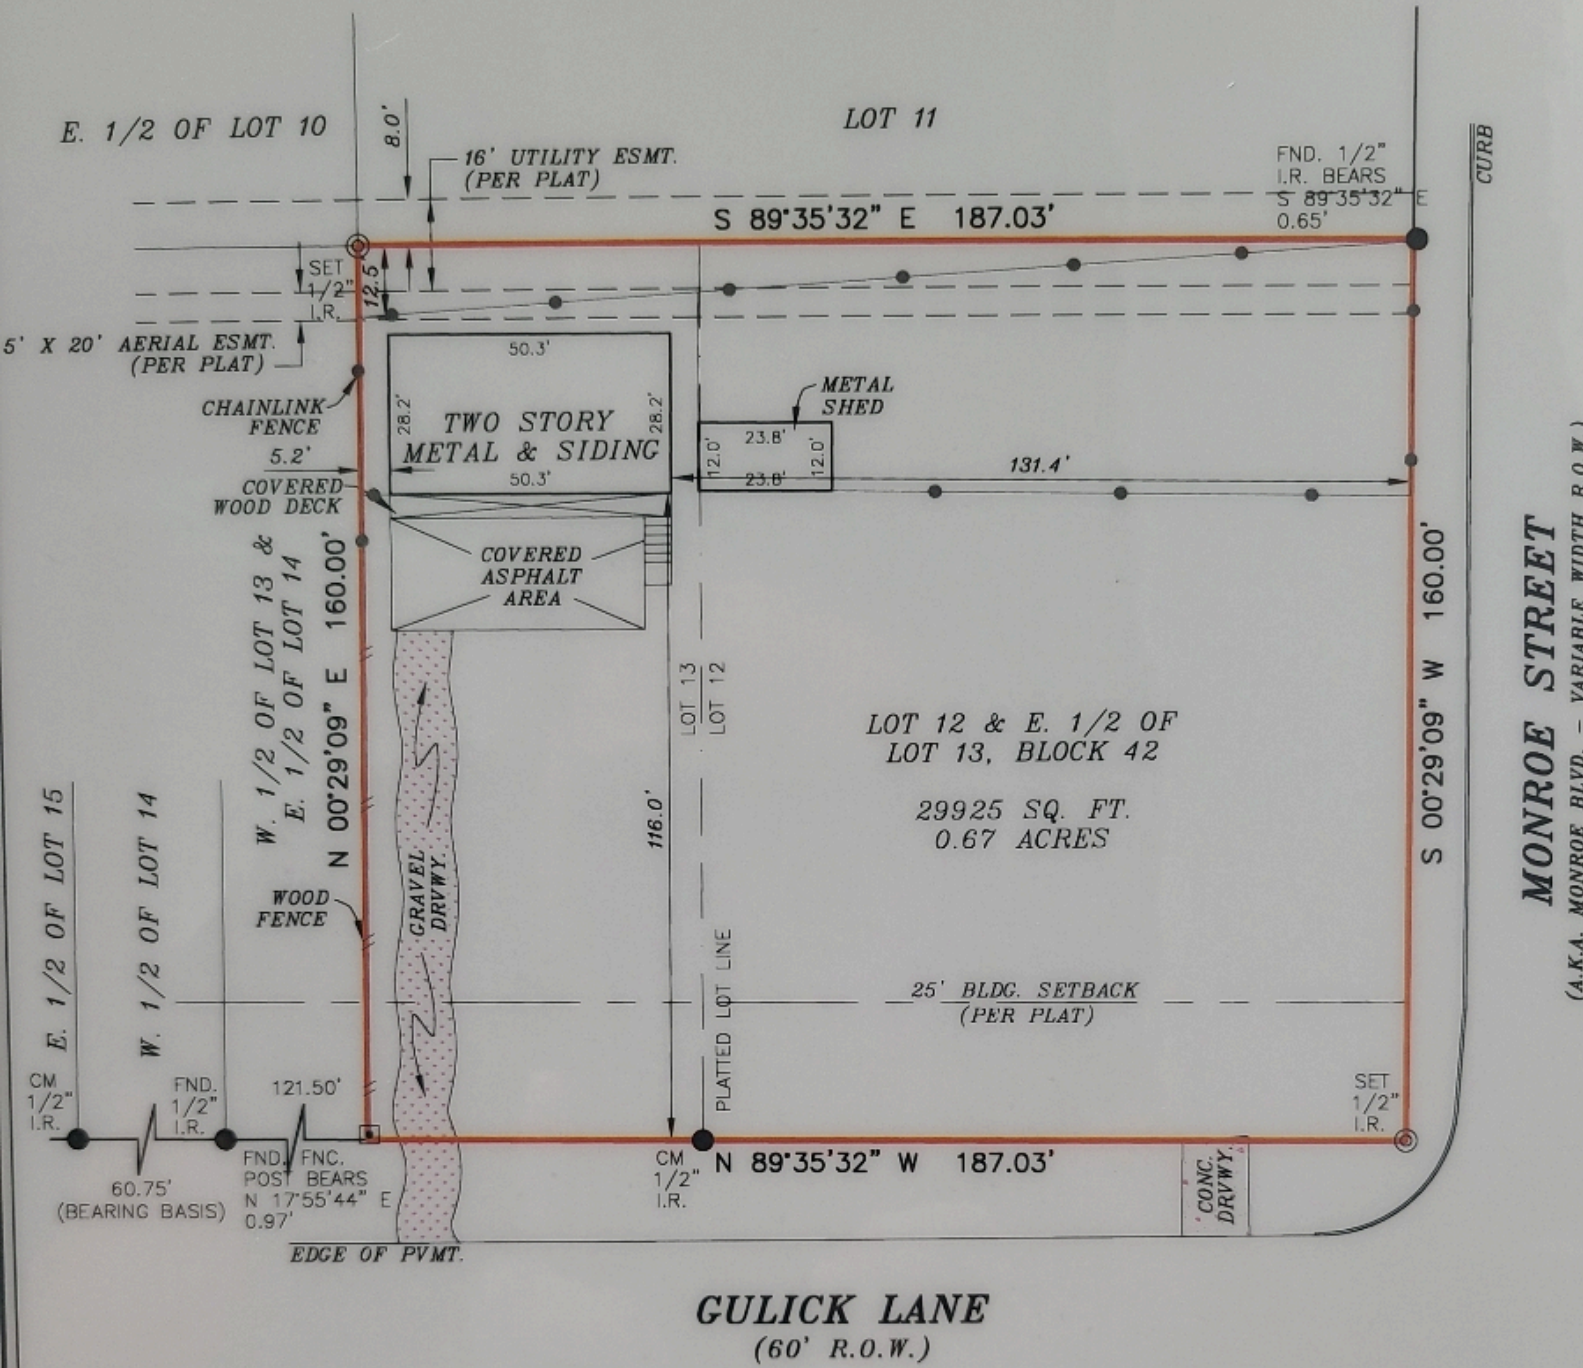 E. 1/2 OF LOT 10
8.0'
LOT 11
16' UTILITY ESMT.
(PER PLAT)
FND. 1/2"
I.R. BEARS
S 89°35'32" E
0.65'
CURB
S 89°35'32" E 187.03'
SET
1/2"
I.R.
12.5'
5' X 20' AERIAL ESMT.
(PER PLAT)
CHAINLINK
FENCE
50.3'
28.2'
TWO STORY
METAL & SIDING
28.2'
50.3'
METAL
SHED
23.8'
12.0'
12.0'
23.8'
131.4'
5.2'
COVERED
WOOD DECK
COVERED
ASPHALT
AREA
W. 1/2 OF LOT 13 &
E. 1/2 OF LOT 14
N 00°29'09" E 160.00'
LOT 13
LOT 12
LOT 12 & E. 1/2 OF
LOT 13, BLOCK 42
29925 SQ. FT.
0.67 ACRES
S 00°29'09" W 160.00'
MONROE STREET
(A.K.A. MONROE BLVD. - VARIABLE WIDTH R.O.W.)
116.0'
E. 1/2 OF LOT 15
W. 1/2 OF LOT 14
WOOD
FENCE
GRAVEL
DRVWY.
PLATTED LOT LINE
25' BLDG. SETBACK
(PER PLAT)
CM
1/2"
I.R.
FND.
1/2"
I.R.
121.50'
60.75'
(BEARING BASIS)
FND. FNC.
POST BEARS
N 17°55'44" E
0.97'
CM
1/2"
I.R.
N 89°35'32" W 187.03'
SET
1/2"
I.R.
CONC.
DRVWY.
EDGE OF PVMT.
GULICK LANE
(60' R.O.W.)